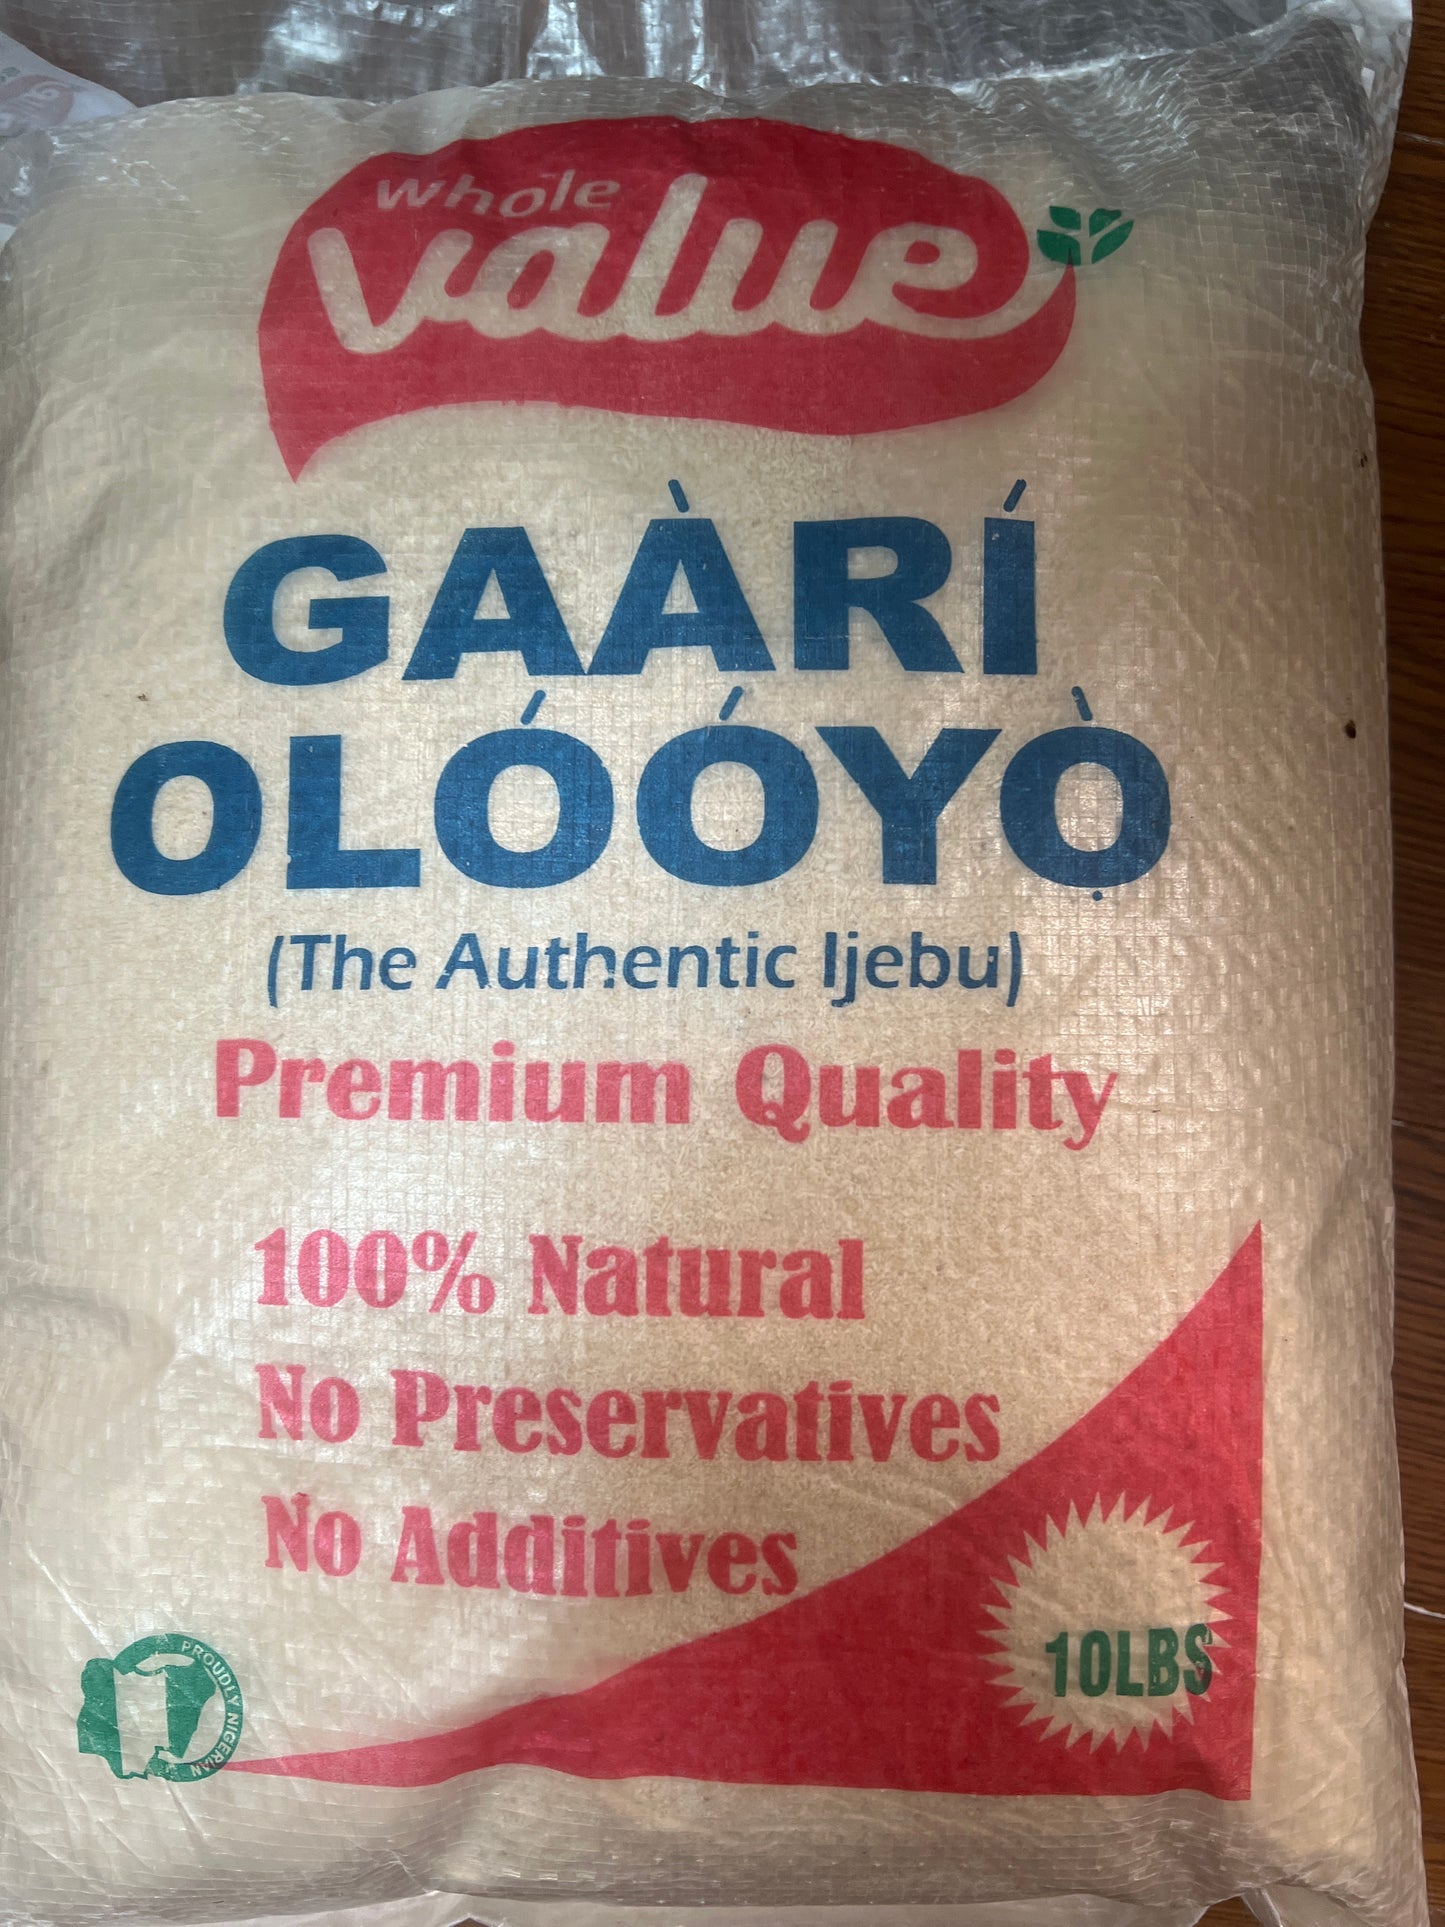 whole
value
GAÀRÍ
OLÓÓYỌ̀
(The Authentic Ijebu)
Premium Quality
100% Natural
No Preservatives
No Additives
PROUDLY NIGERIAN
10LBS